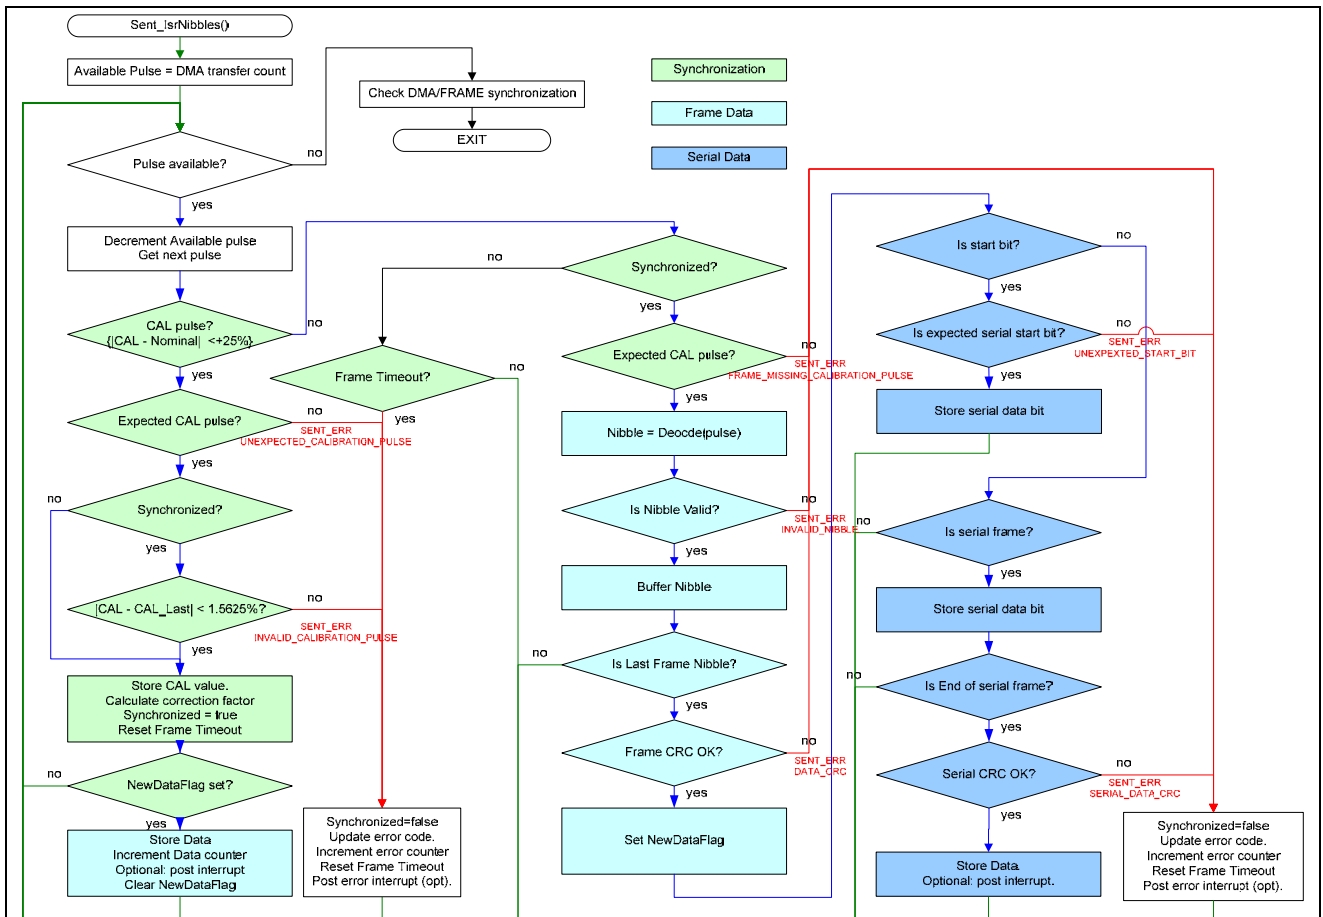 Sent_IsrNibbles()
Available Pulse = DMA transfer count
Pulse available?
no
yes
Check DMA/FRAME synchronization
EXIT
Synchronization
Frame Data
Serial Data
Decrement Available pulse
Get next pulse
CAL pulse?
{|CAL - Nominal| <+25%}
no
yes
Expected CAL pulse?
no
SENT_ERR
UNEXPECTED_CALIBRATION_PULSE
yes
Synchronized?
no
yes
|CAL - CAL_Last| < 1.5625%?
no
SENT_ERR
INVALID_CALIBRATION_PULSE
yes
Store CAL value.
Calculate correction factor
Synchronized = true
Reset Frame Timeout
NewDataFlag set?
no
yes
Store Data
Increment Data counter
Optional: post interrupt
Clear NewDataFlag
Frame Timeout?
no
yes
Synchronized=false
Update error code.
Increment error counter
Reset Frame Timeout
Post error interrupt (opt).
Synchronized?
no
yes
Expected CAL pulse?
no
SENT_ERR
FRAME_MISSING_CALIBRATION_PULSE
yes
Nibble = Deocde(pulse)
Is Nibble Valid?
no
SENT_ERR
INVALID_NIBBLE
yes
Buffer Nibble
Is Last Frame Nibble?
no
yes
Frame CRC OK?
no
SENT_ERR
DATA_CRC
yes
Set NewDataFlag
Is start bit?
no
yes
Is expected serial start bit?
no
SENT_ERR
UNEXPEXTED_START_BIT
yes
Store serial data bit
Is serial frame?
no
yes
Store serial data bit
Is End of serial frame?
no
yes
Serial CRC OK?
no
SENT_ERR
SERIAL_DATA_CRC
yes
Store Data.
Optional: post interrupt.
Synchronized=false
Update error code.
Increment error counter
Reset Frame Timeout
Post error interrupt (opt).